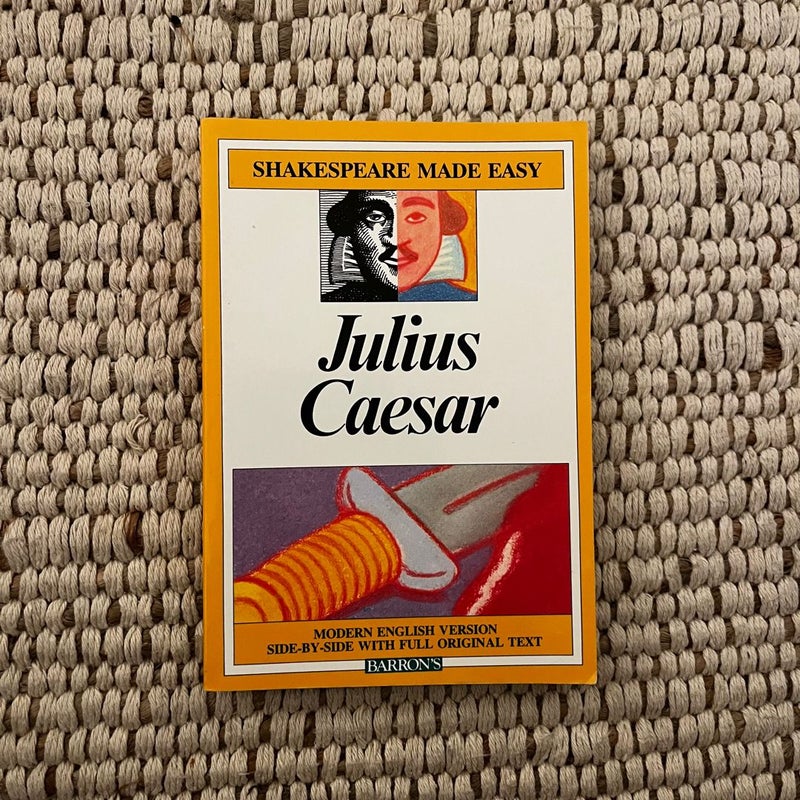 SHAKESPEARE MADE EASY
Julius
Caesar
MODERN ENGLISH VERSION
SIDE-BY-SIDE WITH FULL ORIGINAL TEXT
BARRON'S